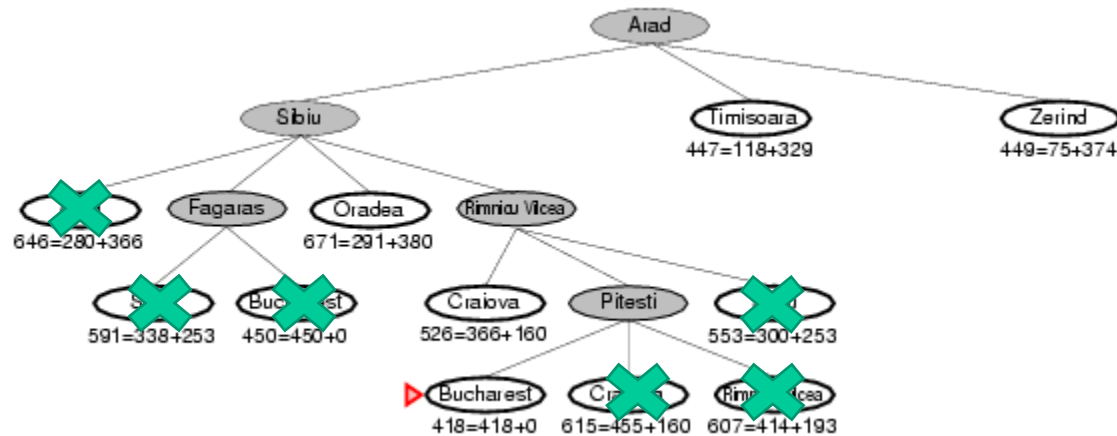 Arad
Sibiu
Timisoara
Zerind
447=118+329
449=75+374
Fagaras
Oradea
Rimnicu Vilcea
646=280+366
671=291+380
Bucharest
Craiova
Pitesti
591=338+253
450=450+0
526=366+160
553=300+253
Bucharest
418=418+0
615=455+160
607=414+193